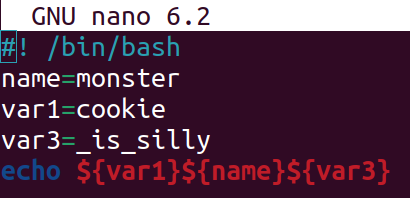 GNU nano 6.2
#! /bin/bash
name=monster
var1=cookie
var3=_is_silly
echo ${var1}${name}${var3}